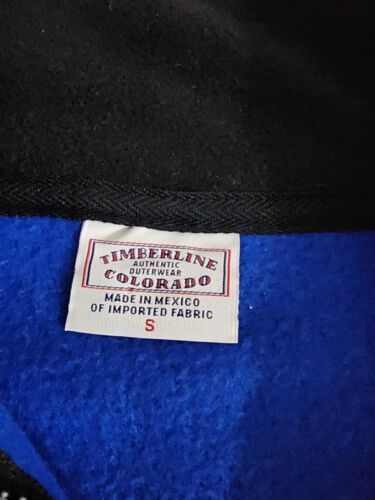 TIMBERLINE
AUTHENTIC
OUTERWEAR
COLORADO
MADE IN MEXICO
OF IMPORTED FABRIC
S